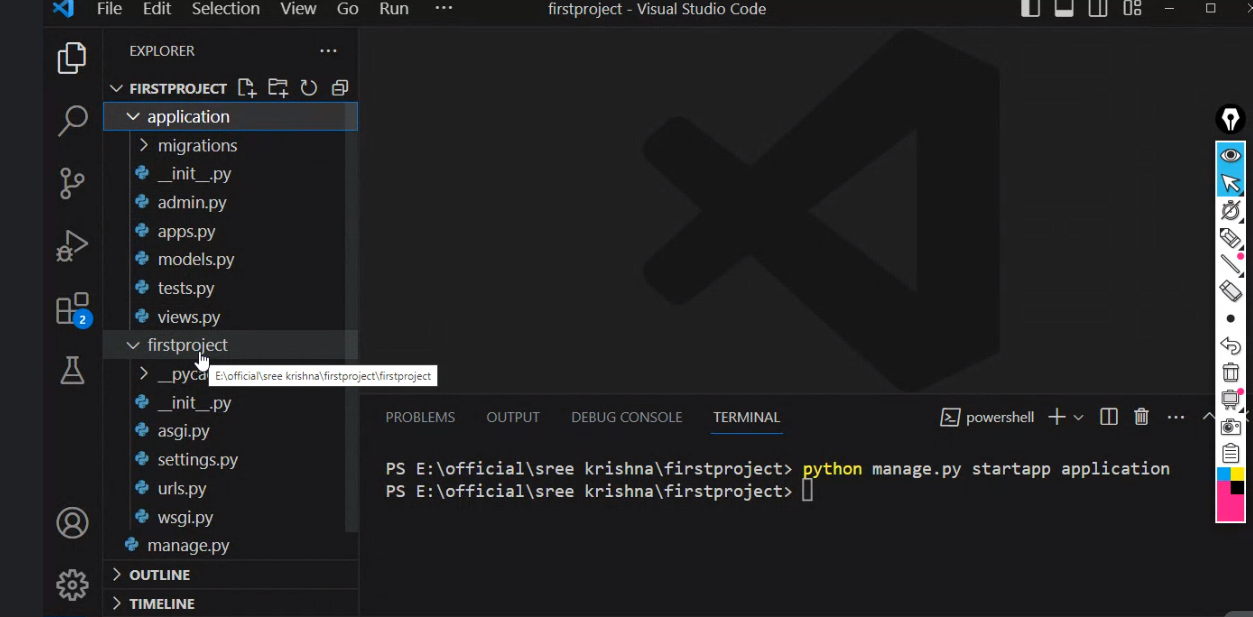 File Edit Selection View Go Run ··· firstproject - Visual Studio Code
EXPLORER ···
FIRSTPROJECT
application
migrations
__init__.py
admin.py
apps.py
models.py
tests.py
views.py
2
firstproject
E:\official\sree krishna\firstproject\firstproject
__init__.py
asgi.py
settings.py
urls.py
wsgi.py
manage.py
OUTLINE
TIMELINE
PROBLEMS OUTPUT DEBUG CONSOLE TERMINAL powershell
PS E:\official\sree krishna\firstproject> python manage.py startapp application
PS E:\official\sree krishna\firstproject>